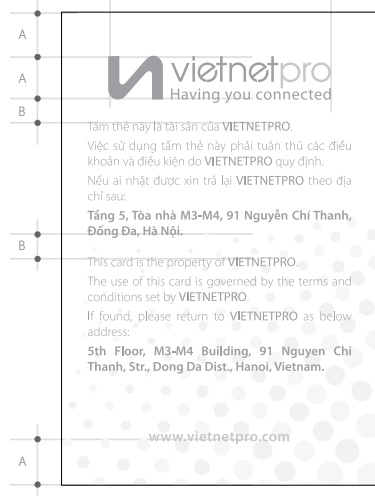 A
A
B
B
A
vietnetpro
Having you connected
Tấm thẻ này là tài sản của VIETNETPRO.
Việc sử dụng tấm thẻ này phải tuân thủ các điều
khoản và điều kiện do VIETNETPRO quy định.
Nếu ai nhặt được xin trả lại VIETNETPRO theo địa
chỉ sau:
Tầng 5, Tòa nhà M3-M4, 91 Nguyễn Chí Thanh,
Đống Đa, Hà Nội.
This card is the property of VIETNETPRO.
The use of this card is governed by the terms and
conditions set by VIETNETPRO.
If found, please return to VIETNETPRO as below
address:
5th Floor, M3-M4 Building, 91 Nguyen Chi
Thanh, Str., Dong Da Dist., Hanoi, Vietnam.
www.vietnetpro.com